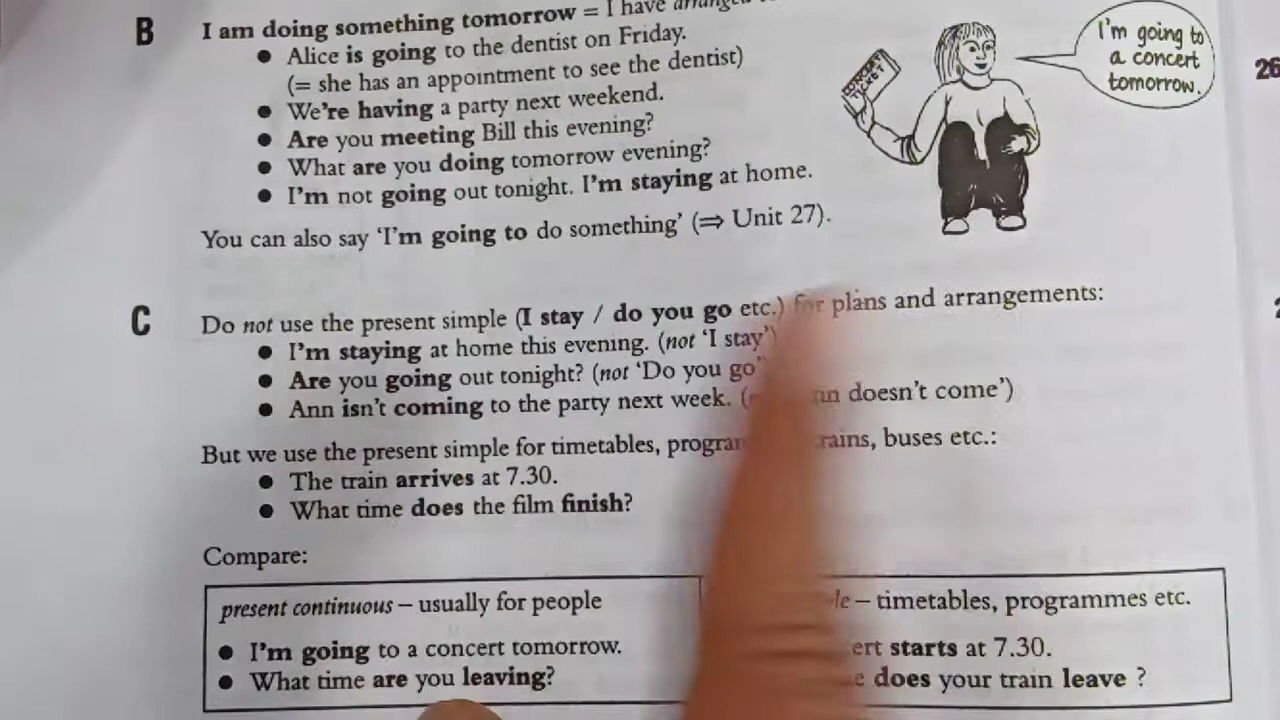 B
I am doing something tomorrow = I have arranged
● Alice is going to the dentist on Friday.
(= she has an appointment to see the dentist)
● We're having a party next weekend.
● Are you meeting Bill this evening?
● What are you doing tomorrow evening?
● I'm not going out tonight. I'm staying at home.
You can also say 'I'm going to do something' (⇒ Unit 27).
CONCERT
TICKET
I'm going to
a concert
tomorrow.
26
C
Do not use the present simple (I stay / do you go etc.) for plans and arrangements:
● I'm staying at home this evening. (not 'I stay')
● Are you going out tonight? (not 'Do you go'
● Ann isn't coming to the party next week. ( doesn't come')
But we use the present simple for timetables, buses etc.:
● The train arrives at 7.30.
● What time does the film finish?
Compare:
present continuous – usually for people
● I'm going to a concert tomorrow.
● What time are you leaving?
– timetables, programmes etc.
starts at 7.30.
does your train leave ?